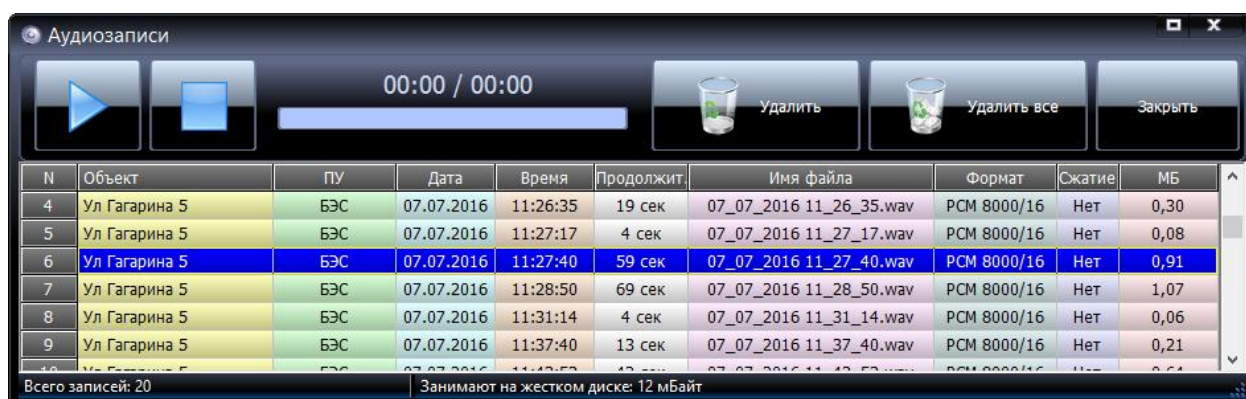 Аудиозаписи
00:00 / 00:00
Удалить
Удалить все
Закрыть
N Объект ПУ Дата Время Продолжит. Имя файла Формат Сжатие МБ
4 Ул Гагарина 5 БЭС 07.07.2016 11:26:35 19 сек 07_07_2016 11_26_35.wav PCM 8000/16 Нет 0,30
5 Ул Гагарина 5 БЭС 07.07.2016 11:27:17 4 сек 07_07_2016 11_27_17.wav PCM 8000/16 Нет 0,08
6 Ул Гагарина 5 БЭС 07.07.2016 11:27:40 59 сек 07_07_2016 11_27_40.wav PCM 8000/16 Нет 0,91
7 Ул Гагарина 5 БЭС 07.07.2016 11:28:50 69 сек 07_07_2016 11_28_50.wav PCM 8000/16 Нет 1,07
8 Ул Гагарина 5 БЭС 07.07.2016 11:31:14 4 сек 07_07_2016 11_31_14.wav PCM 8000/16 Нет 0,06
9 Ул Гагарина 5 БЭС 07.07.2016 11:37:40 13 сек 07_07_2016 11_37_40.wav PCM 8000/16 Нет 0,21
Всего записей: 20 Занимают на жестком диске: 12 мБайт